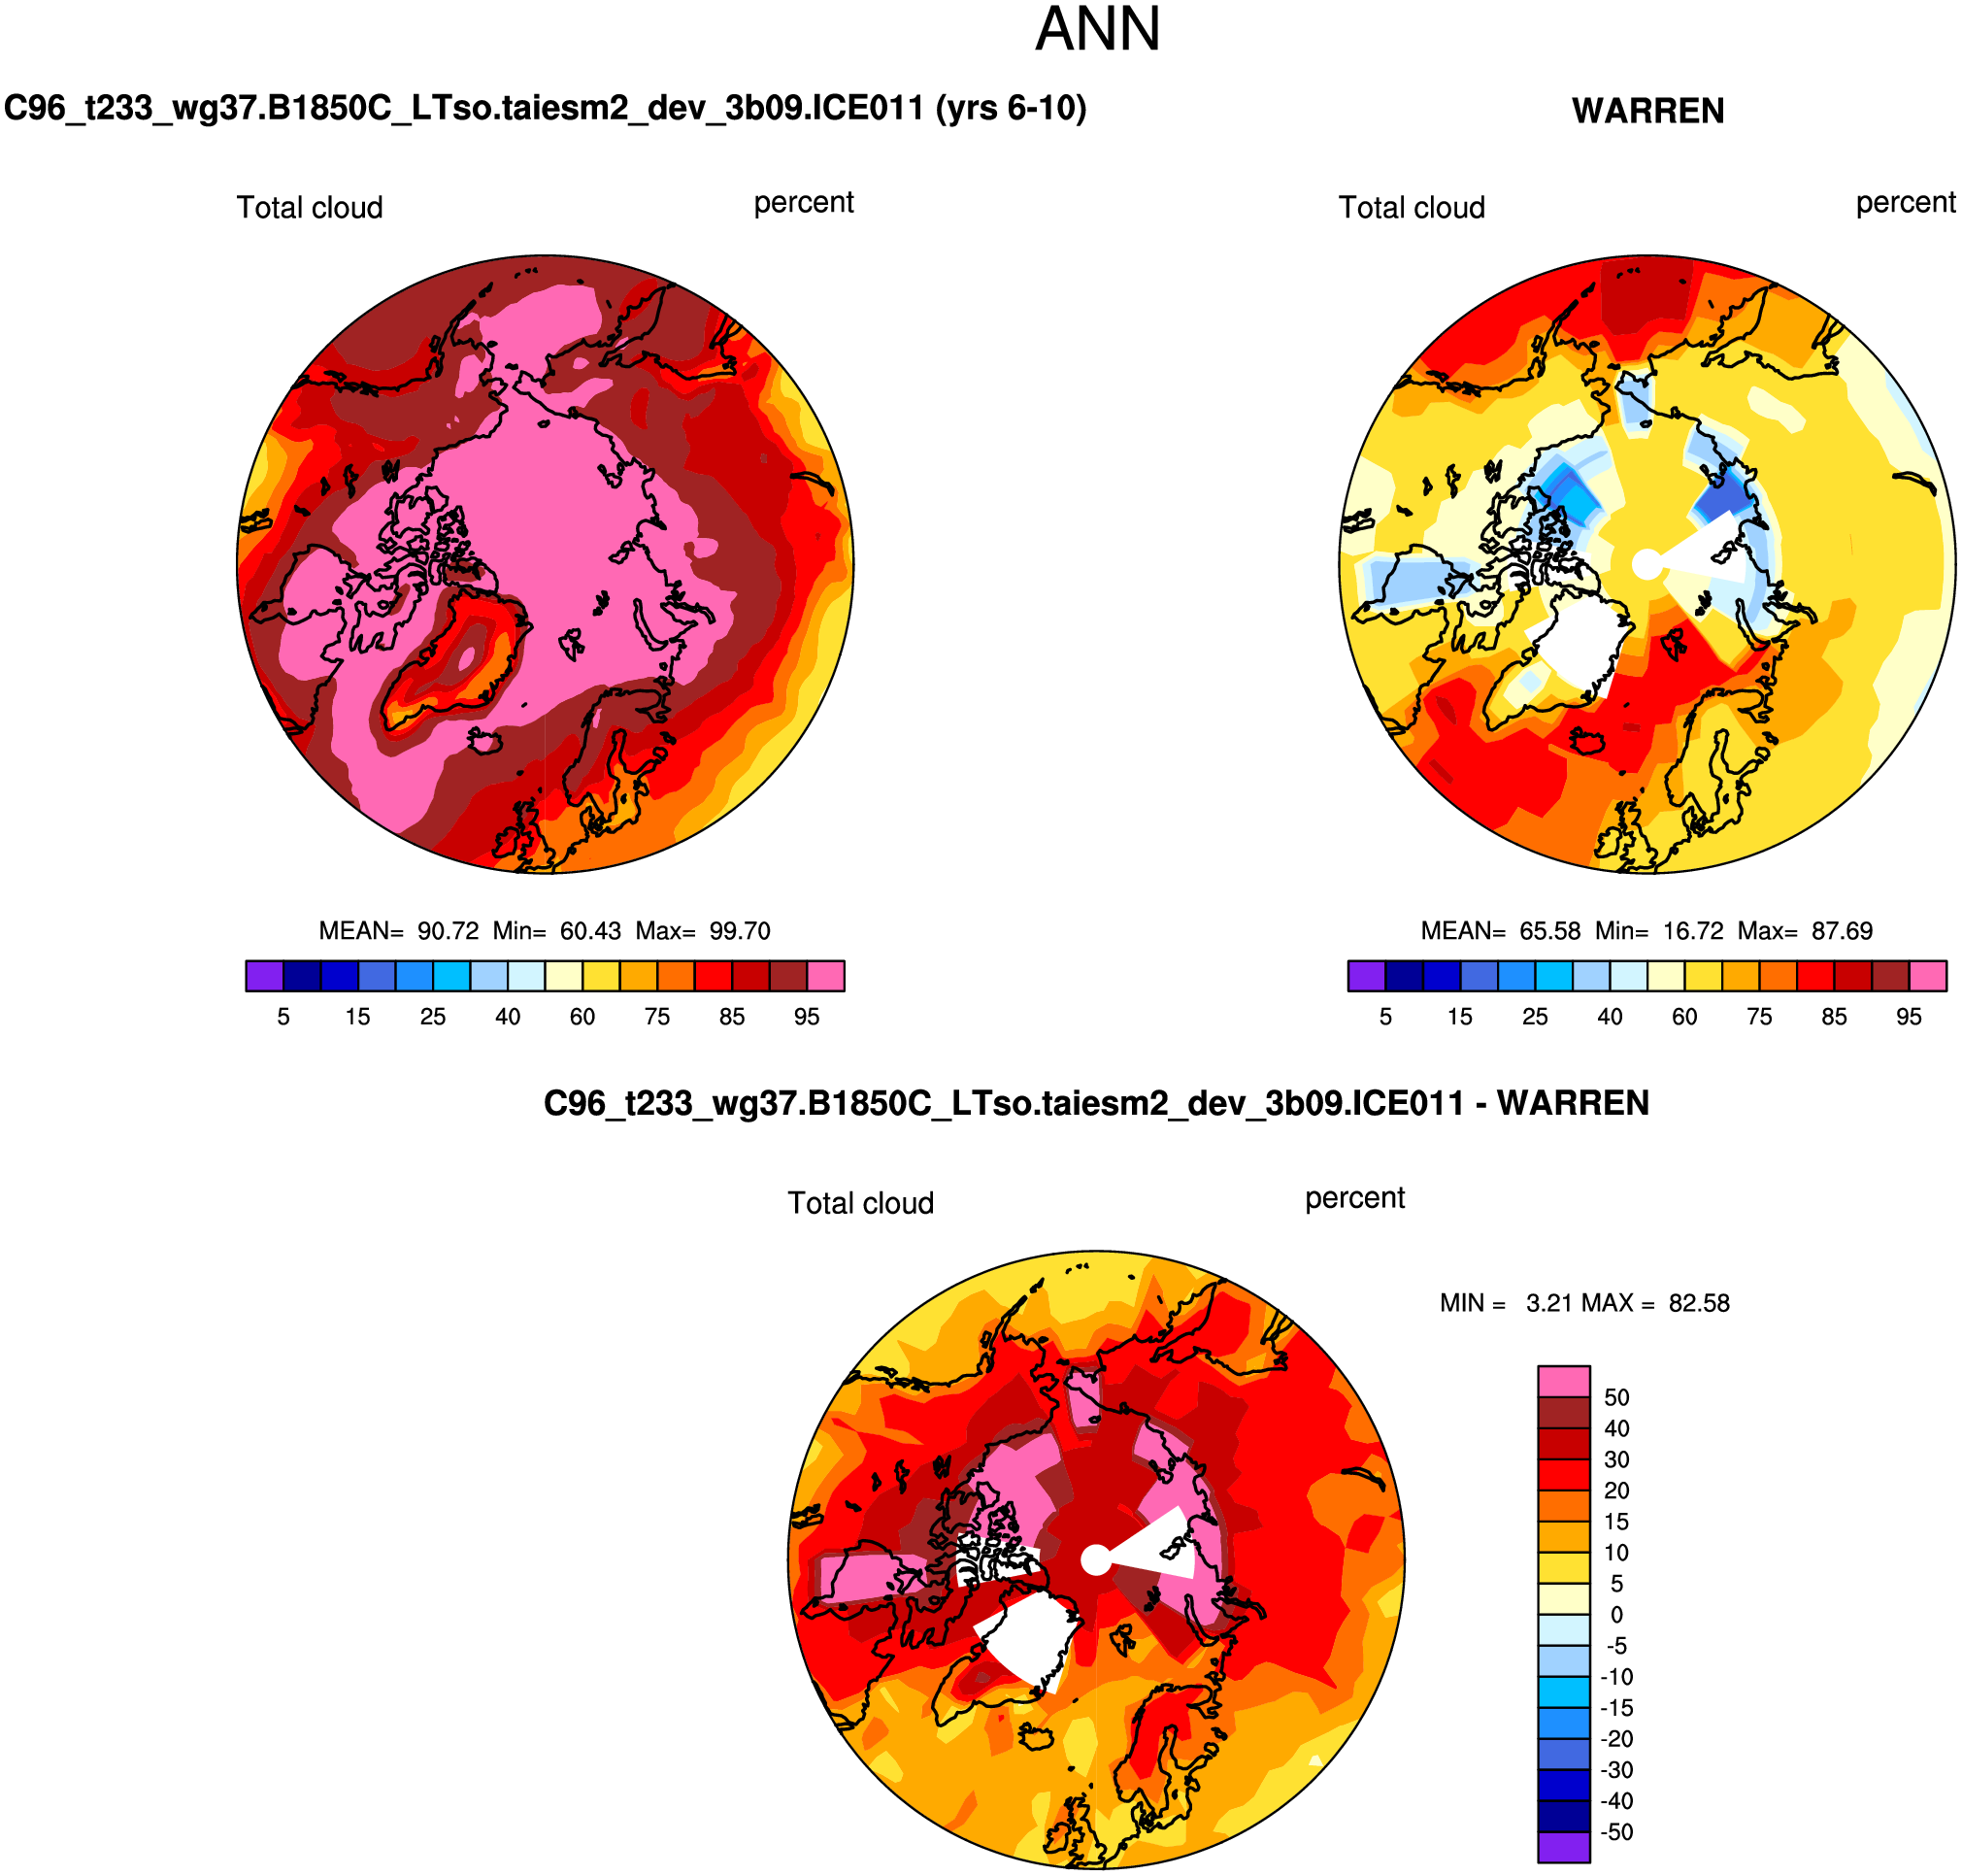 ANN
C96_t233_wg37.B1850C_LTso.taiesm2_dev_3b09.ICE011 (yrs 6-10)
WARREN
Total cloud percent
Total cloud percent
MEAN= 90.72 Min= 60.43 Max= 99.70
MEAN= 65.58 Min= 16.72 Max= 87.69
5 15 25 40 60 75 85 95
5 15 25 40 60 75 85 95
C96_t233_wg37.B1850C_LTso.taiesm2_dev_3b09.ICE011 - WARREN
Total cloud percent
MIN = 3.21 MAX = 82.58
50
40
30
20
15
10
5
0
-5
-10
-15
-20
-30
-40
-50